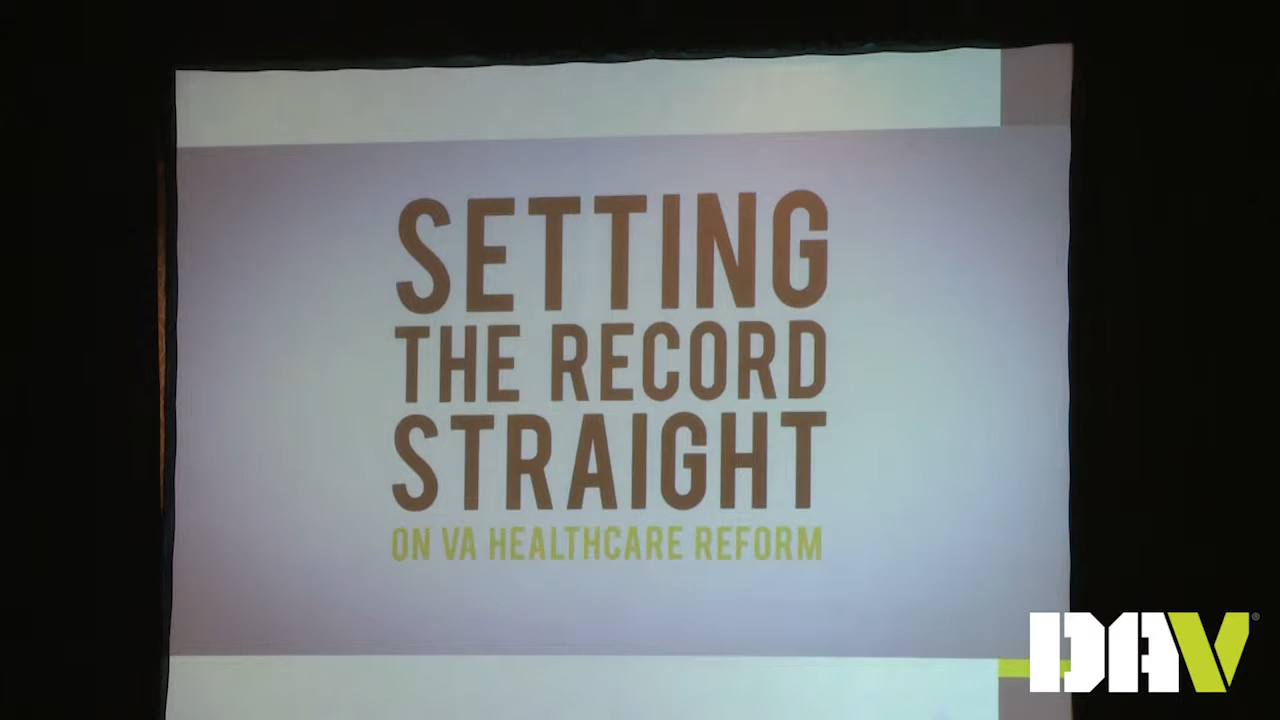 SETTING
THE RECORD
STRAIGHT
ON VA HEALTHCARE REFORM
DAV®